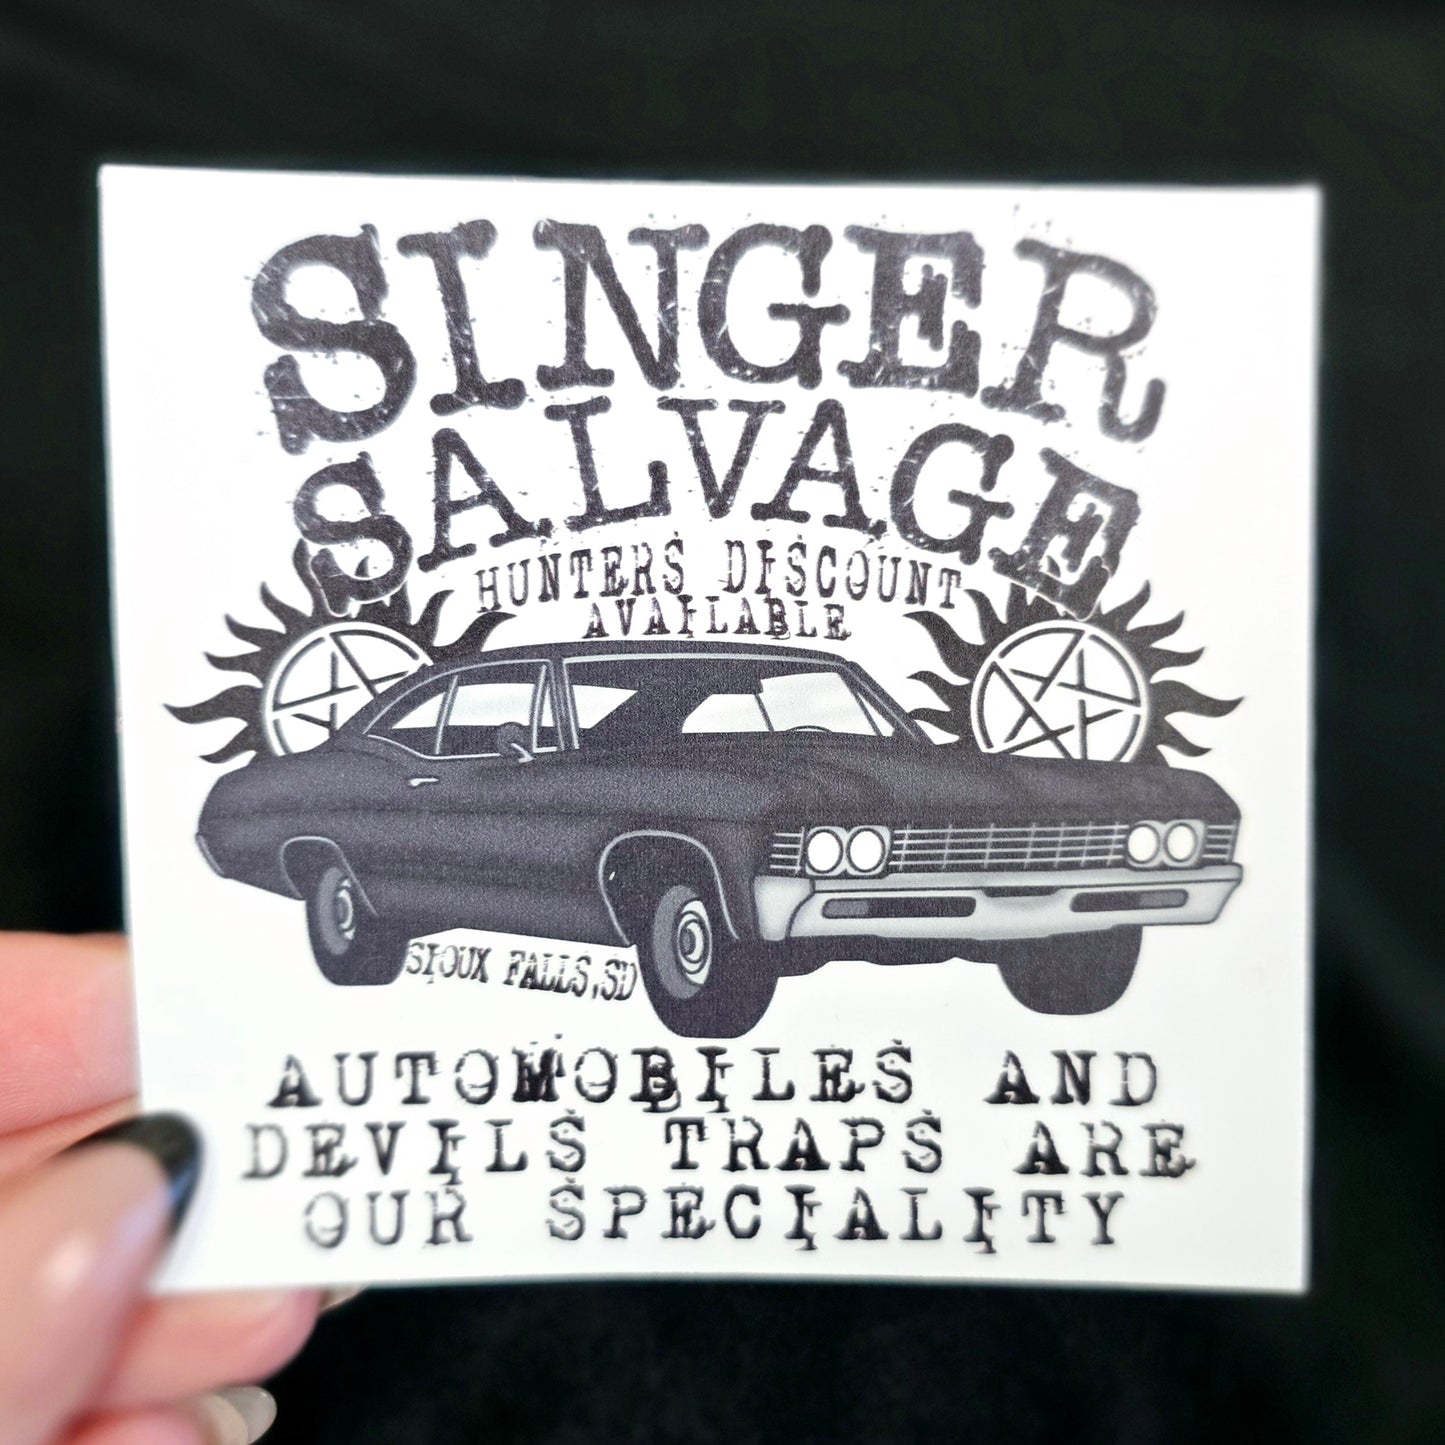 SINGER
SALVAGE
HUNTERS DISCOUNT
AVAILABLE
SIOUX FALLS, SD
AUTOMOBILES AND
DEVILS TRAPS ARE
OUR SPECIALITY